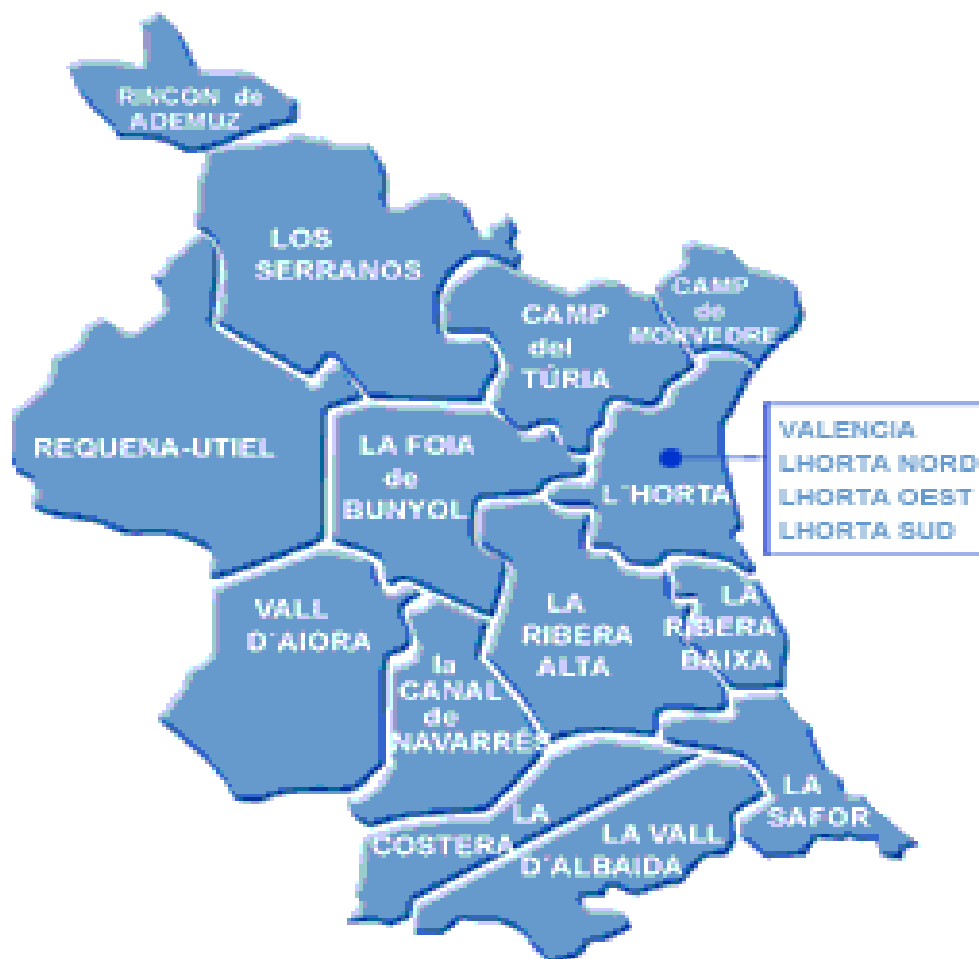 RINCON de
ADEMUZ
LOS
SERRANOS
CAMP
de
MORVEDRE
CAMP
del
TÚRIA
REQUENA-UTIEL
LA FOIA
de
BUNYOL
L´HORTA
VALENCIA
LHORTA NORD
LHORTA OEST
LHORTA SUD
VALL
D´AIORA
LA
RIBERA
ALTA
LA
RIBERA
BAIXA
la
CANAL
de
NAVARRÉS
LA
COSTERA
LA VALL
D´ALBAIDA
LA
SAFOR